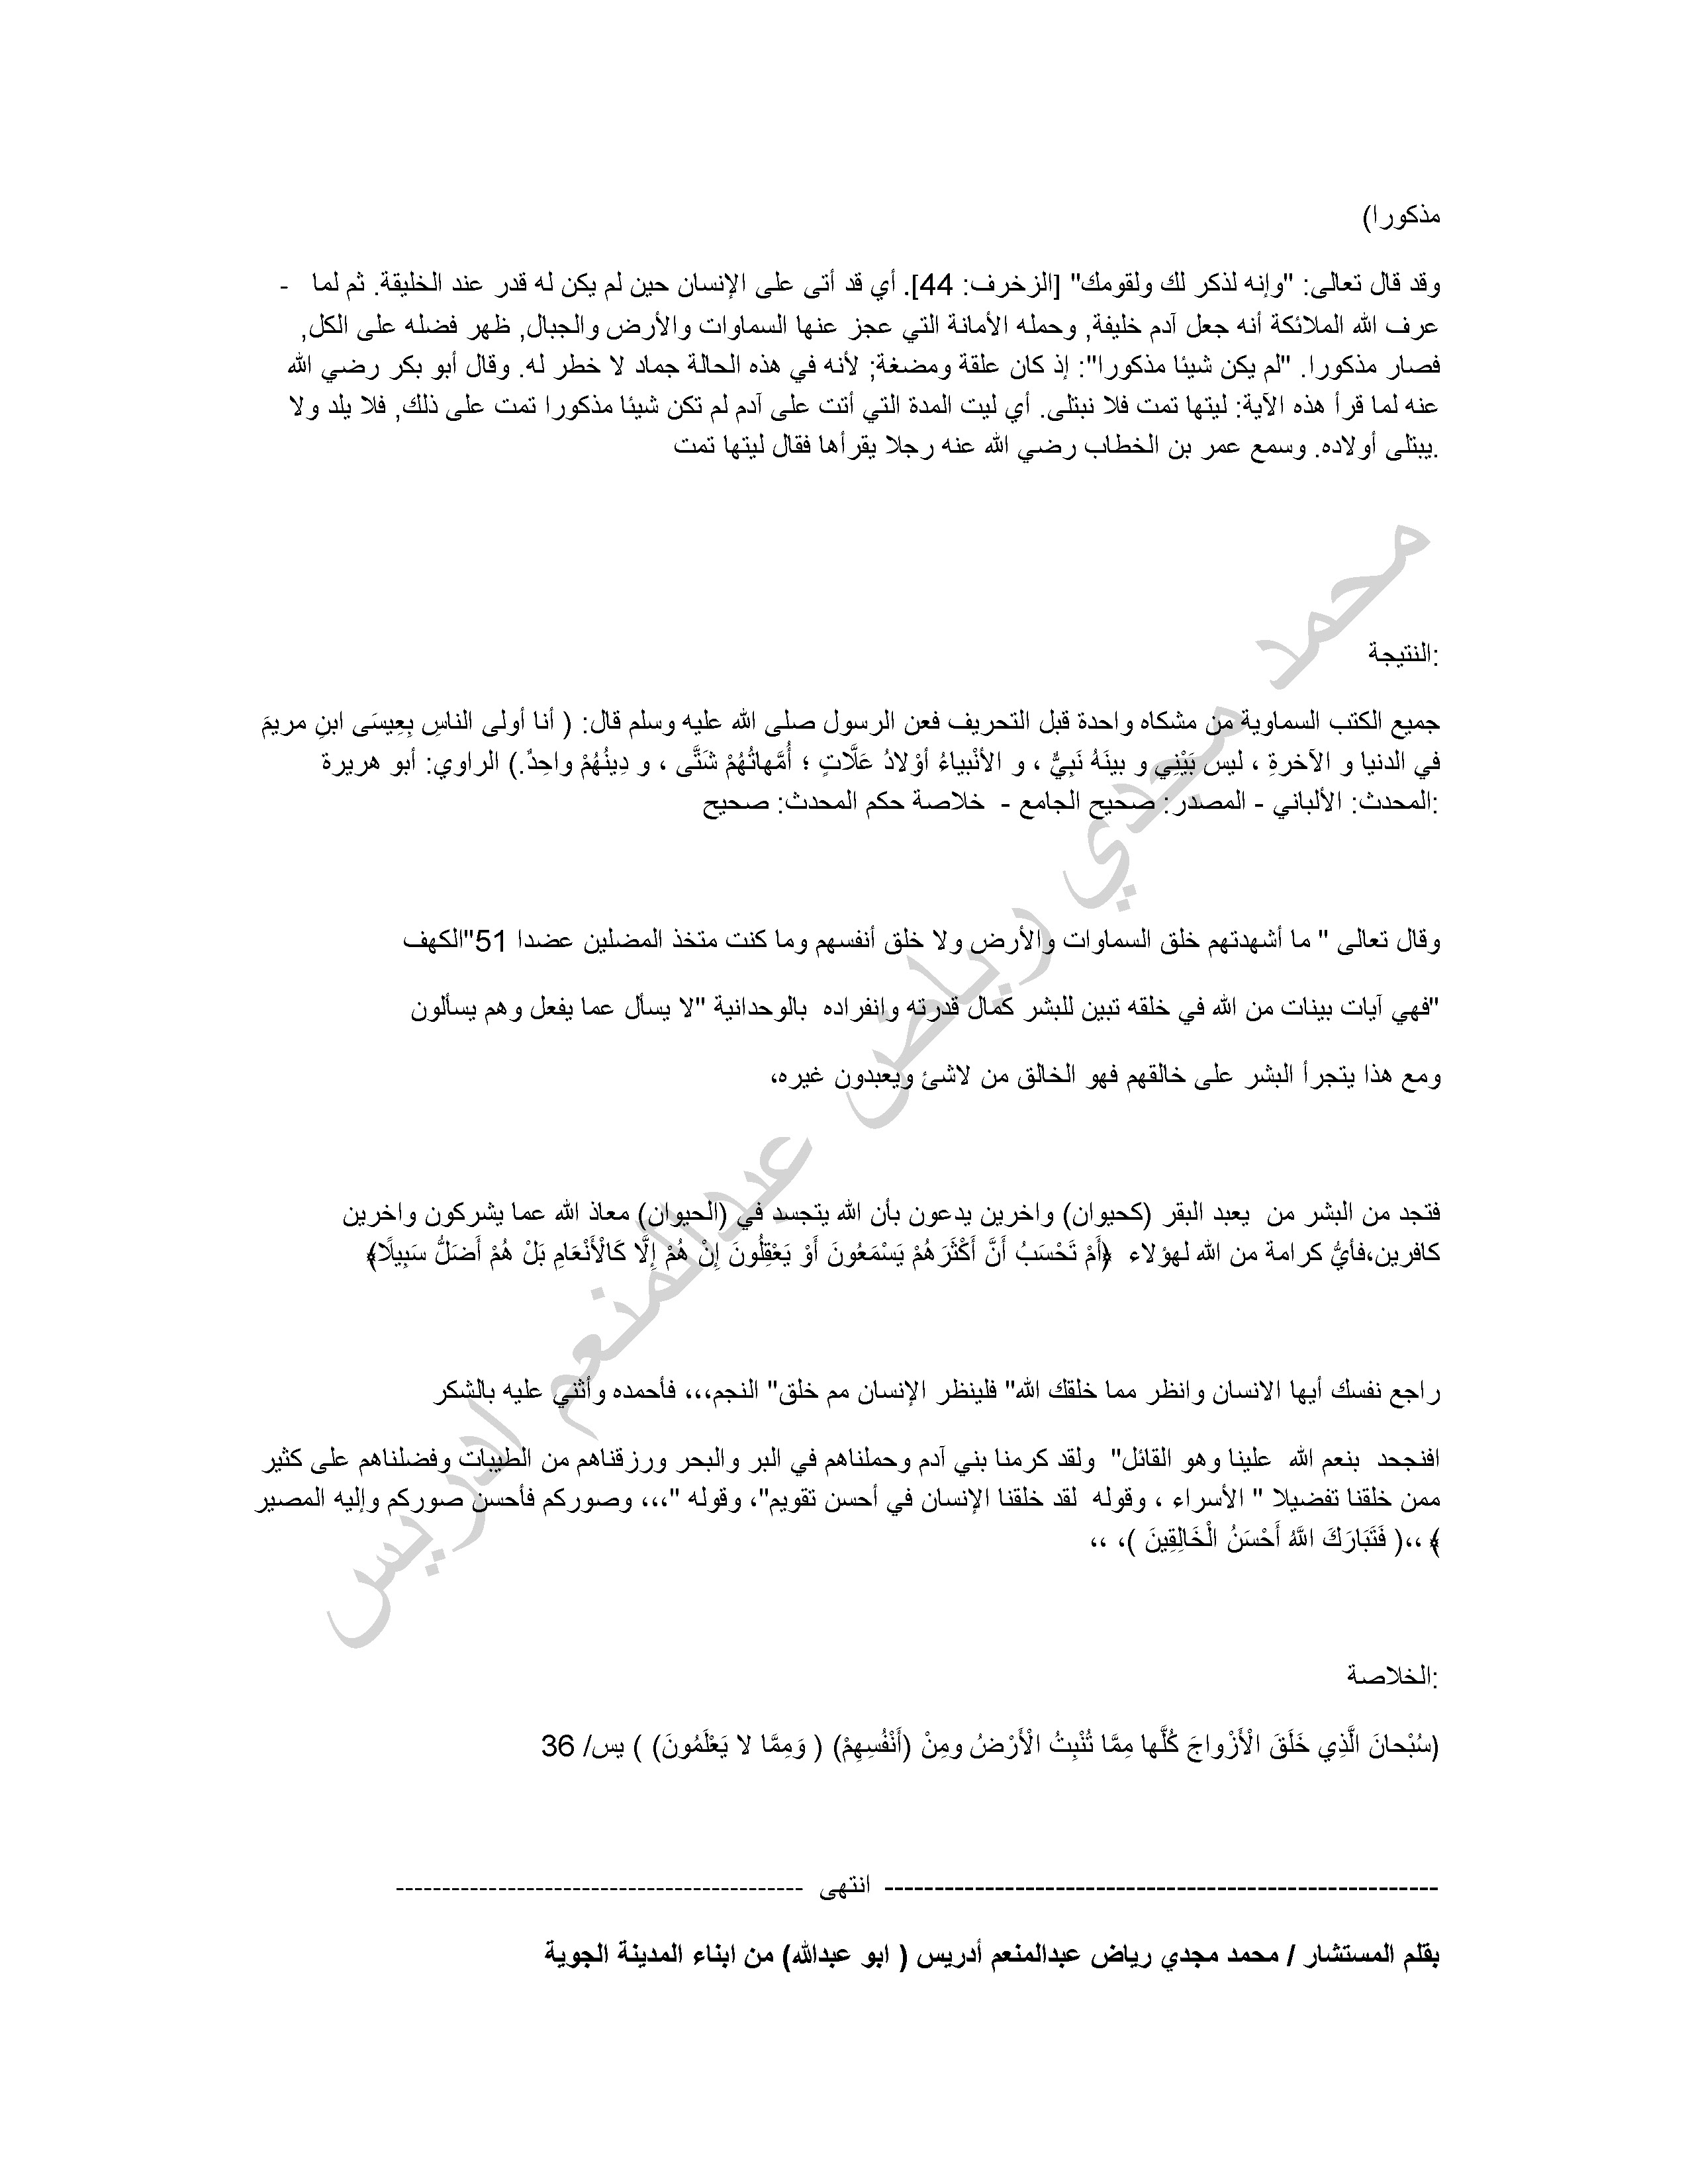 مذكورا)
وقد قال تعالى: "وإنه لذكر لك ولقومك" [الزخرف: 44]. أي قد أتى على الإنسان حين لم يكن له قدر عند الخليقة. ثم لما -
عرف الله الملائكة أنه جعل آدم خليفة, وحمله الأمانة التي عجز عنها السماوات والأرض والجبال, ظهر فضله على الكل,
فصار مذكورا. "لم يكن شيئا مذكورا": إذ كان علقة ومضغة; لأنه في هذه الحالة جماد لا خطر له. وقال أبو بكر رضي الله
عنه لما قرأ هذه الآية: ليتها تمت فلا نبتلى. أي ليت المدة التي أتت على آدم لم تكن شيئا مذكورا تمت على ذلك, فلا يلد ولا
.يبتلى أولاده. وسمع عمر بن الخطاب رضي الله عنه رجلا يقرأها فقال ليتها تمت
:النتيجة
جميع الكتب السماوية من مشكاه واحدة قبل التحريف فعن الرسول صلى الله عليه وسلم قال: ( أنا أولى الناسِ بِعِيسَى ابنِ مريمَ
في الدنيا و الآخرةِ ، ليس بَيْنِي و بينَهُ نَبِيٌّ ، و الأنْبياءُ أوْلادُ عَلَّاتٍ ؛ أُمَّهاتُهُمْ شَتَّى ، و دِينُهُمْ واحِدٌ.) الراوي: أبو هريرة
:المحدث: الألباني - المصدر: صحيح الجامع - خلاصة حكم المحدث: صحيح
وقال تعالى " ما أشهدتهم خلق السماوات والأرض ولا خلق أنفسهم وما كنت متخذ المضلين عضدا 51"الكهف
"فهي آيات بينات من الله في خلقه تبين للبشر كمال قدرته وانفراده بالوحدانية "لا يسأل عما يفعل وهم يسألون
ومع هذا يتجرأ البشر على خالقهم فهو الخالق من لاشئ ويعبدون غيره،
فتجد من البشر من يعبد البقر (كحيوان) واخرين يدعون بأن الله يتجسد في (الحيوان) معاذ الله عما يشركون واخرين
كافرين،فأيُّ كرامة من الله لهؤلاء ﴿أَمْ تَحْسَبُ أَنَّ أَكْثَرَهُمْ يَسْمَعُونَ أَوْ يَعْقِلُونَ إِنْ هُمْ إِلَّا كَالْأَنْعَامِ بَلْ هُمْ أَضَلُّ سَبِيلًا﴾
راجع نفسك أيها الانسان وانظر مما خلقك الله" فلينظر الإنسان مم خلق" النجم،،، فأحمده وأثني عليه بالشكر
افنجحد بنعم الله علينا وهو القائل" ولقد كرمنا بني آدم وحملناهم في البر والبحر ورزقناهم من الطيبات وفضلناهم على كثير
ممن خلقنا تفضيلا " الأسراء ، وقوله لقد خلقنا الإنسان في أحسن تقويم"، وقوله "،،، وصوركم فأحسن صوركم وإليه المصير
﴾ ،،( فَتَبَارَكَ اللَّهُ أَحْسَنُ الْخَالِقِينَ )، ،،
:الخلاصة
(سُبْحانَ الَّذِي خَلَقَ الْأَزْواجَ كُلَّها مِمَّا تُنْبِتُ الْأَرْضُ ومِنْ (أَنْفُسِهِمْ) ( وَمِمَّا لا يَعْلَمُونَ) ) يس/ 36
------------------------------------------------------- انتهى --------------------------------------------
بقلم المستشار / محمد مجدي رياض عبدالمنعم أدريس ( ابو عبدالله) من ابناء المدينة الجوية
محمد مجدي رياض عبدالمنعم ادريس